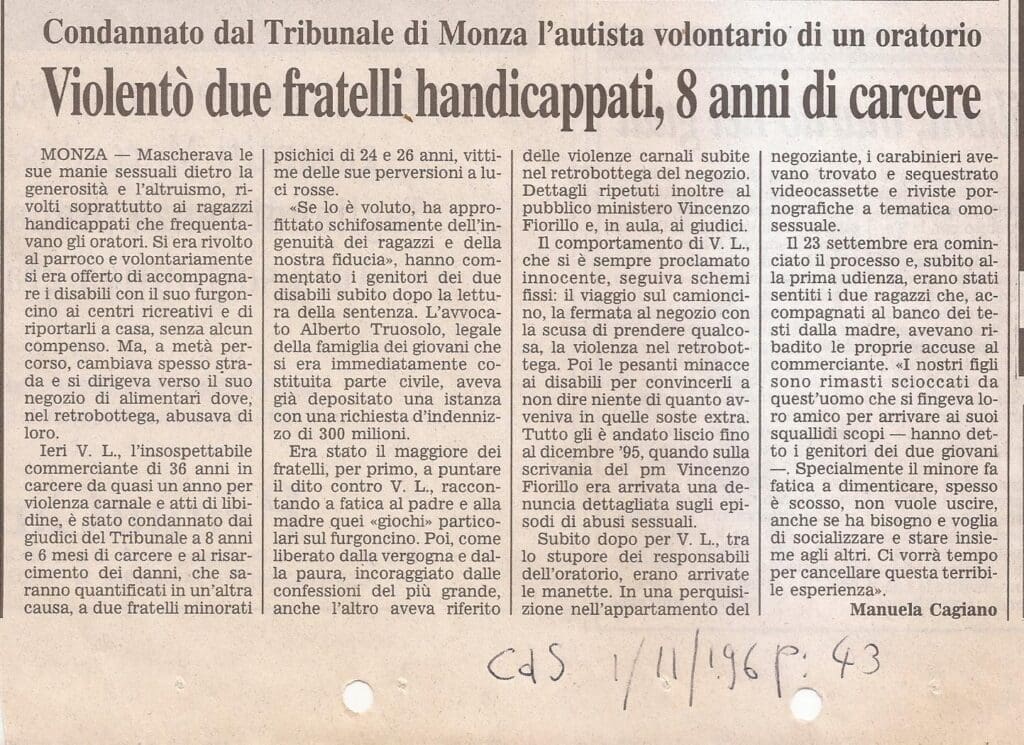 Condannato dal Tribunale di Monza l'autista volontario di un oratorio
Violentò due fratelli handicappati, 8 anni di carcere
MONZA — Mascherava le
sue manie sessuali dietro la
generosità e l'altruismo, ri-
volti soprattutto ai ragazzi
handicappati che frequenta-
vano gli oratori. Si era rivolto
al parroco e volontariamente
si era offerto di accompagna-
re i disabili con il suo furgon-
cino ai centri ricreativi e di
riportarli a casa, senza alcun
compenso. Ma, a metà per-
corso, cambiava spesso stra-
da e si dirigeva verso il suo
negozio di alimentari dove,
nel retrobottega, abusava di
loro.
Ieri V. L., l'insospettabile
commerciante di 36 anni in
carcere da quasi un anno per
violenza carnale e atti di libi-
dine, è stato condannato dai
giudici del Tribunale a 8 anni
e 6 mesi di carcere e al risar-
cimento dei danni, che sa-
ranno quantificati in un'altra
causa, a due fratelli minorati
psichici di 24 e 26 anni, vitti-
me delle sue perversioni a lu-
ci rosse.
«Se lo è voluto, ha appro-
fittato schifosamente dell'in-
genuità dei ragazzi e della
nostra fiducia», hanno com-
mentato i genitori dei due
disabili subito dopo la lettura
della sentenza. L'avvoca-
to Alberto Truosolo, legale
della famiglia dei giovani che
si era immediatamente co-
stituita parte civile, aveva
già depositato una istanza
con una richiesta d'indenniz-
zo di 300 milioni.
Era stato il maggiore dei
fratelli, per primo, a puntare
il dito contro V. L., raccon-
tando a fatica al padre e alla
madre quei «giochi» partico-
lari sul furgoncino. Poi, come
liberato dalla vergogna e dal-
la paura, incoraggiato dalle
confessioni del più grande,
anche l'altro aveva riferito
delle violenze carnali subite
nel retrobottega del negozio.
Dettagli ripetuti inoltre al
pubblico ministero Vincenzo
Fiorillo e, in aula, ai giudici.
Il comportamento di V. L.,
che si è sempre proclamato
innocente, seguiva schemi
fissi: il viaggio sul camionci-
no, la fermata al negozio con
la scusa di prendere qualco-
sa, la violenza nel retrobot-
tega. Poi le pesanti minacce
ai disabili per convincerli a
non dire niente di quanto av-
veniva in quelle soste extra.
Tutto gli è andato liscio fino
al dicembre '95, quando sulla
scrivania del pm Vincenzo
Fiorillo era arrivata una de-
nuncia dettagliata sugli epi-
sodi di abusi sessuali.
Subito dopo per V. L., tra
lo stupore dei responsabili
dell'oratorio, erano arrivate
le manette. In una perquisi-
zione nell'appartamento del
negoziante, i carabinieri ave-
vano trovato e sequestrato
videocassette e riviste por-
nografiche a tematica omo-
sessuale.
Il 23 settembre era comin-
ciato il processo e, subito al-
la prima udienza, erano stati
sentiti i due ragazzi che, ac-
compagnati al banco dei te-
sti dalla madre, avevano ri-
badito le proprie accuse al
commerciante. «I nostri figli
sono rimasti scioccati da
quest'uomo che si fingeva lo-
ro amico per arrivare ai suoi
squallidi scopi — hanno det-
to i genitori dei due giovani
—. Specialmente il minore fa
fatica a dimenticare, spesso
è scosso, non vuole uscire,
anche se ha bisogno e voglia
di socializzare e stare insie-
me agli altri. Ci vorrà tempo
per cancellare questa terribi-
le esperienza».
Manuela Cagiano
CdS 1/11/'96 p. 43